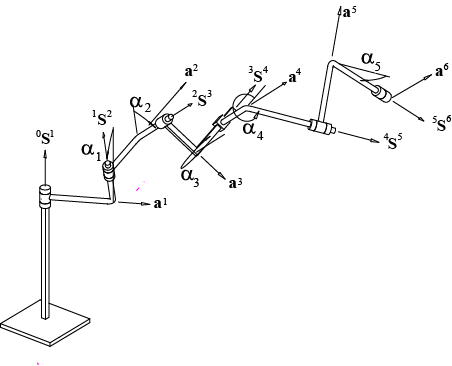 a⁵
a²
³S⁴
a⁴
α₅
a⁶
¹S²
α₂
²S³
α₄
⁵S⁶
⁰S¹
α₁
⁴S⁵
α₃
a³
a¹